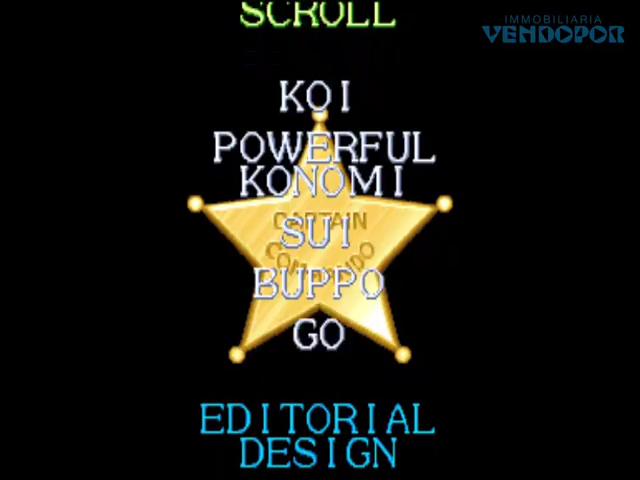 SCROLL
IMMOBILIARIA
VENDOPOR
KOI
POWERFUL
KONOMI
CAPTAIN
SUI
COMMANDO
BUPPO
GO
EDITORIAL
DESIGN